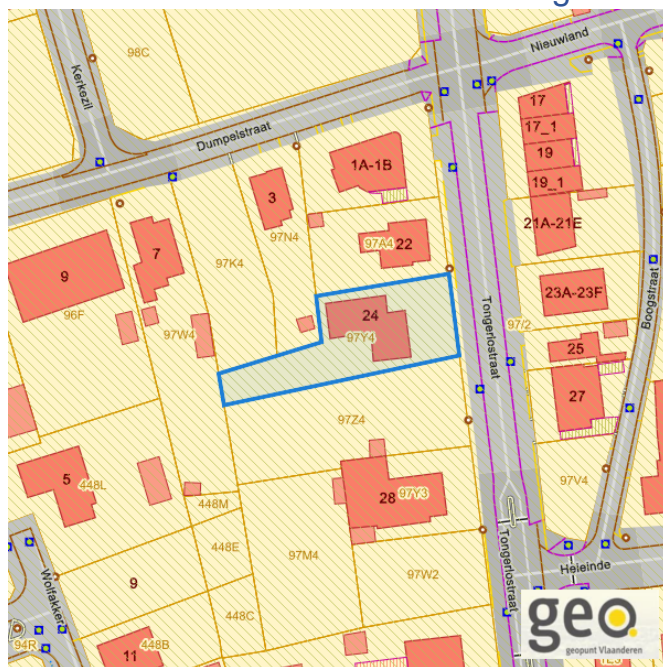 98C
Nieuwland
Kerkezil
Dumpelstraat
17
17_1
19
19_1
1A-1B
3
97N4
21A-21E
97A4
22
7
97K4
9
96F
97W4
24
97Y4
23A-23F
Tongerlostraat
Boogstraat
97/2
25
27
97Z4
5
448L
448M
28
97Y3
97V4
448E
97M4
97W2
Tongerlostraat
Heieinde
Wolfakker
9
448C
94R
11
448B
geo
geopunt Vlaanderen